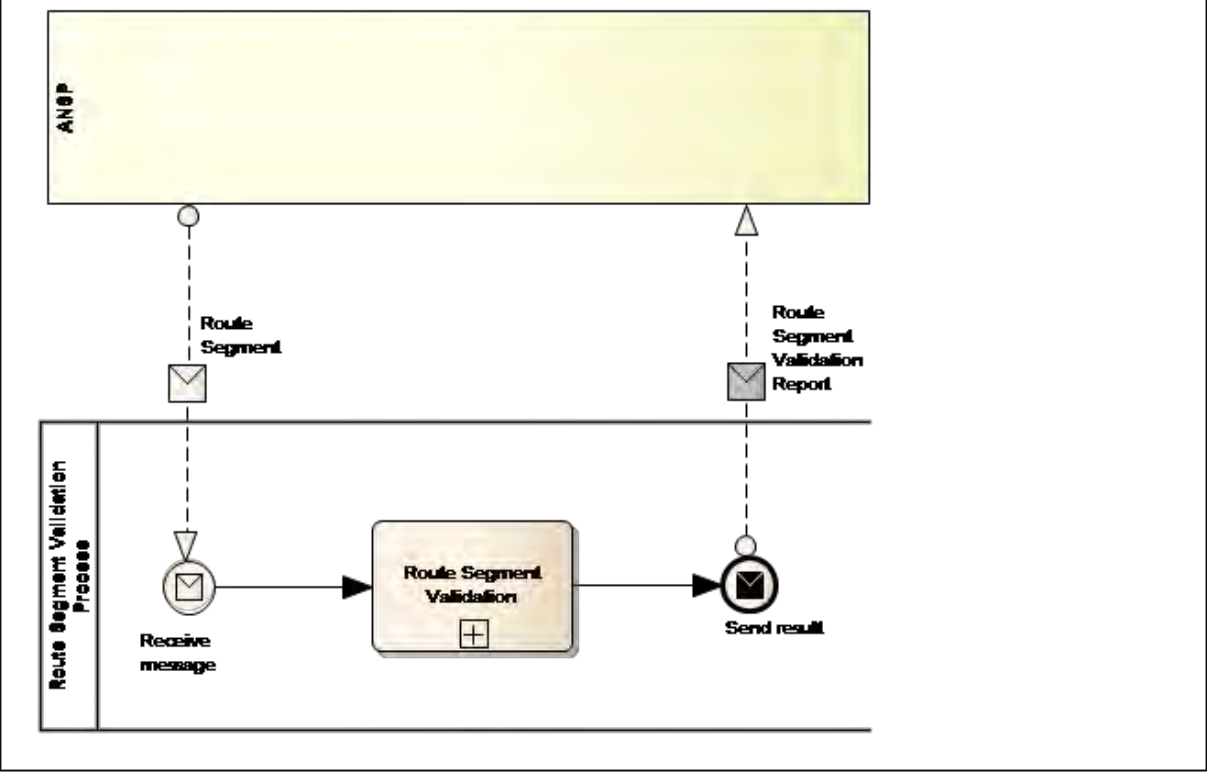 ANSP
Route
Segment
Route
Segment
Validation
Report
Route Segment Validation
Process
Route Segment
Validation
Receive
message
Send result